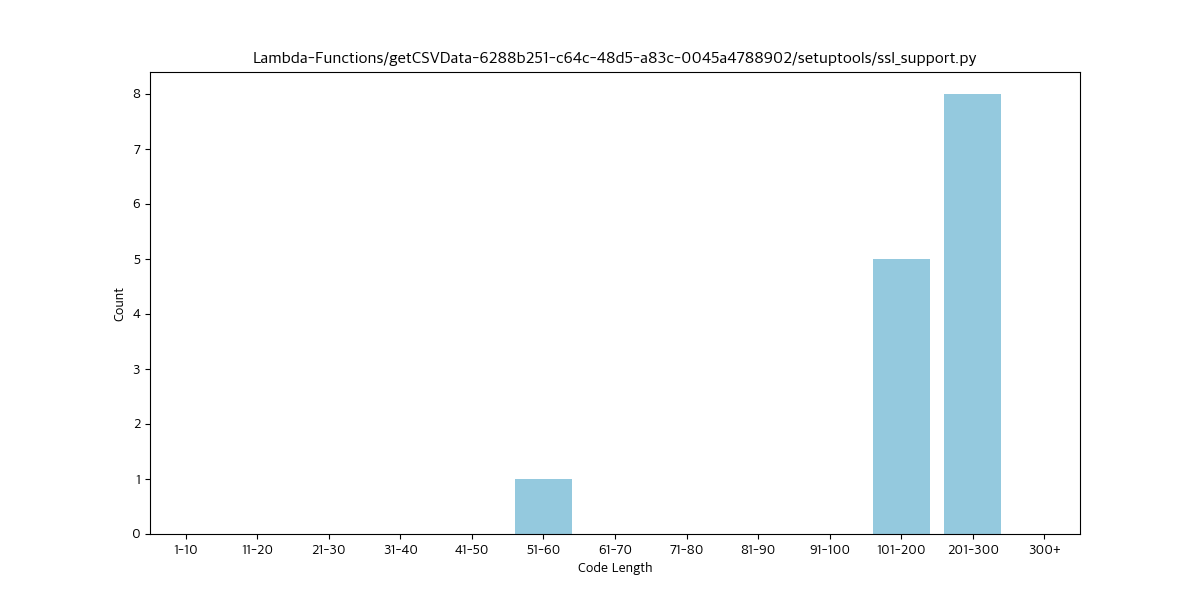 Lambda-Functions/getCSVData-6288b251-c64c-48d5-a83c-0045a4788902/setuptools/ssl_support.py
8
7
6
5
4
3
2
1
0
Count
1-10 11-20 21-30 31-40 41-50 51-60 61-70 71-80 81-90 91-100 101-200 201-300 300+
Code Length